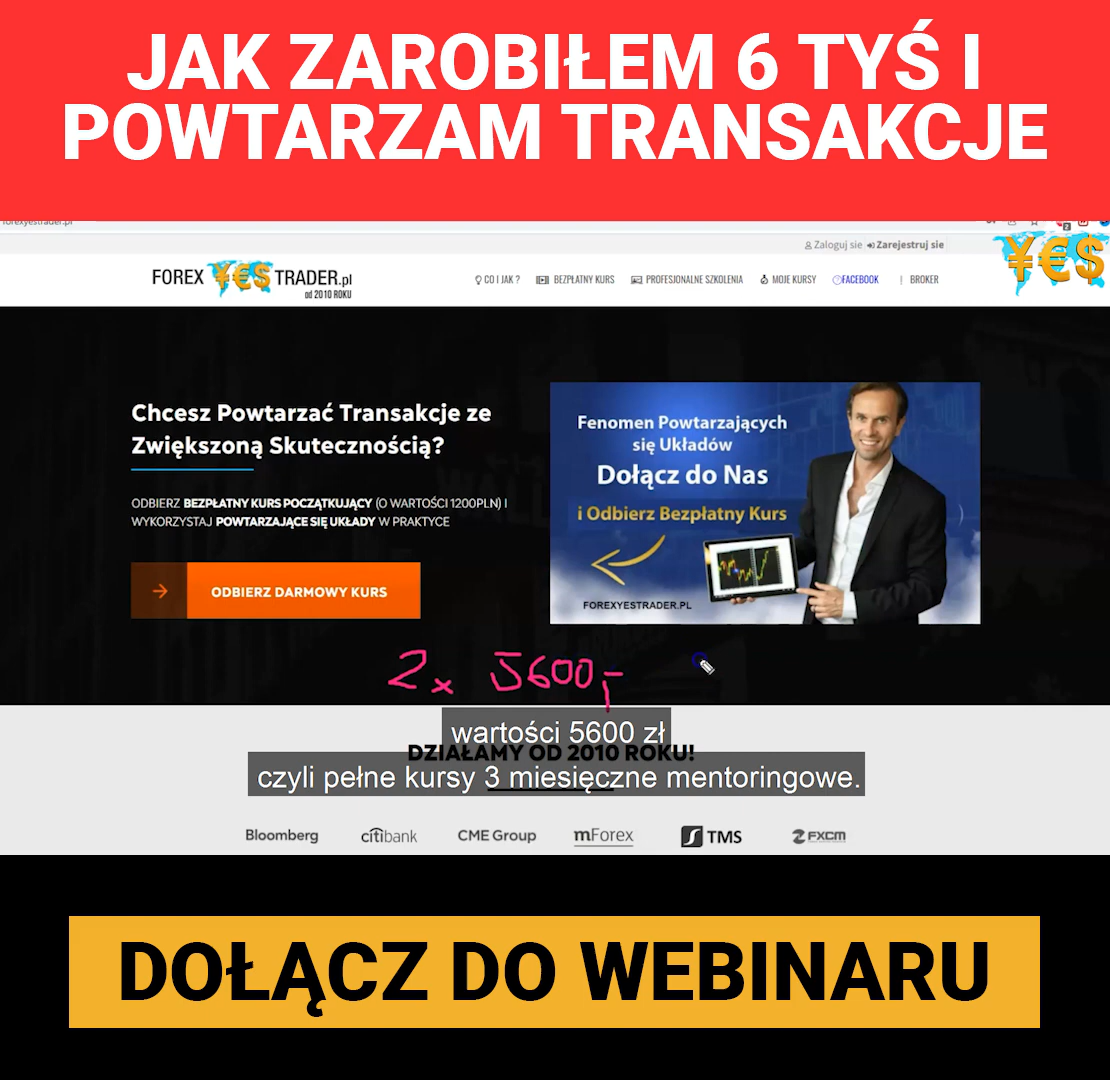 JAK ZAROBIŁEM 6 TYŚ I
POWTARZAM TRANSAKCJE
forexyestrader.pl
Zaloguj się Zarejestruj się
FOREX ¥€$ TRADER.pl
od 2010 ROKU
CO I JAK ? BEZPŁATNY KURS PROFESJONALNE SZKOLENIA MOJE KURSY FACEBOOK BROKER
¥€$
Chcesz Powtarzać Transakcje ze
Zwiększoną Skutecznością?
ODBIERZ BEZPŁATNY KURS POCZĄTKUJĄCY (O WARTOŚCI 1200PLN) I
WYKORZYSTAJ POWTARZAJĄCE SIĘ UKŁADY W PRAKTYCE
ODBIERZ DARMOWY KURS
Fenomen Powtarzających
się Układów
Dołącz do Nas
i Odbierz Bezpłatny Kurs
FOREXYESTRADER.PL
2x 5600,-
wartości 5600 zł
DZIAŁAMY OD 2010 ROKU!
czyli pełne kursy 3 miesięczne mentoringowe.
Bloomberg citibank CME Group mForex TMS FXCM
DOŁĄCZ DO WEBINARU